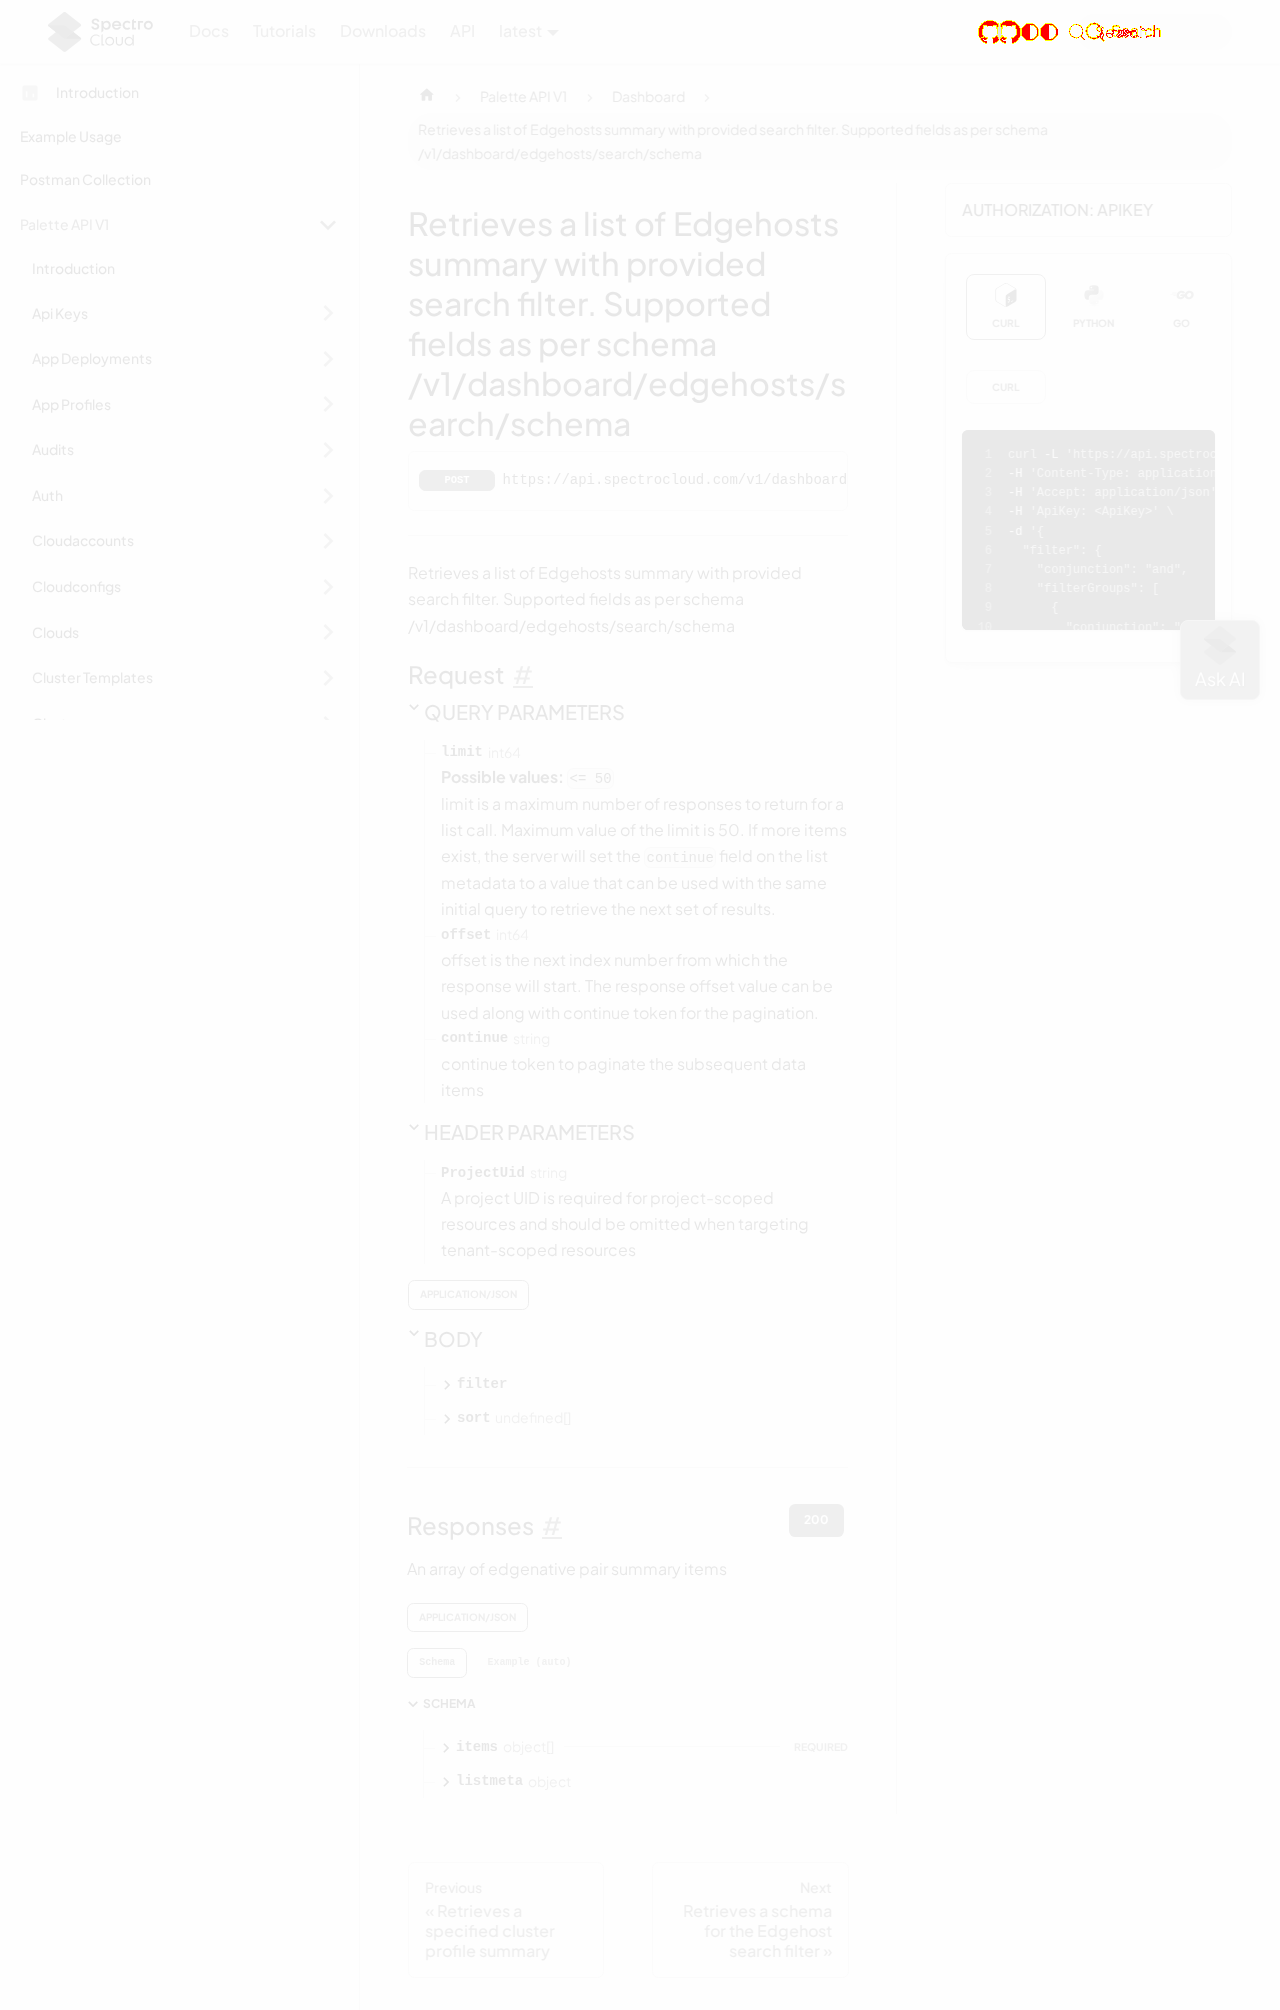 Spectro
Cloud
Docs
Tutorials
Downloads
API
latest
Introduction
Example Usage
Postman Collection
Palette API V1
Introduction
Api Keys
App Deployments
App Profiles
Audits
Auth
Cloudaccounts
Cloudconfigs
Clouds
Cluster Templates
Palette API V1
Dashboard
Retrieves a list of Edgehosts summary with provided search filter. Supported fields as per schema
/v1/dashboard/edgehosts/search/schema
Retrieves a list of Edgehosts
summary with provided
search filter. Supported
fields as per schema
/v1/dashboard/edgehosts/s
earch/schema
POST
https://api.spectrocloud.com/v1/dashboard
Retrieves a list of Edgehosts summary with provided
search filter. Supported fields as per schema
/v1/dashboard/edgehosts/search/schema
Request #
QUERY PARAMETERS
limit int64
Possible values: <= 50
limit is a maximum number of responses to return for a
list call. Maximum value of the limit is 50. If more items
exist, the server will set the continue field on the list
metadata to a value that can be used with the same
initial query to retrieve the next set of results.
offset int64
offset is the next index number from which the
response will start. The response offset value can be
used along with continue token for the pagination.
continue string
continue token to paginate the subsequent data
items
HEADER PARAMETERS
ProjectUid string
A project UID is required for project-scoped
resources and should be omitted when targeting
tenant-scoped resources
APPLICATION/JSON
BODY
filter
sort undefined[]
Responses #
200
An array of edgenative pair summary items
APPLICATION/JSON
Schema
Example (auto)
SCHEMA
items object[]
REQUIRED
listmeta object
Previous
« Retrieves a
specified cluster
profile summary
Next
Retrieves a schema
for the Edgehost
search filter »
AUTHORIZATION: APIKEY
CURL
PYTHON
GO
GO
CURL
1 curl -L 'https://api.spectroc
2 -H 'Content-Type: application
3 -H 'Accept: application/json'
4 -H 'ApiKey: <ApiKey>' \
5 -d '{
6 "filter": {
7 "conjunction": "and",
8 "filterGroups": [
9 {
10 "conjunction": "
Ask AI